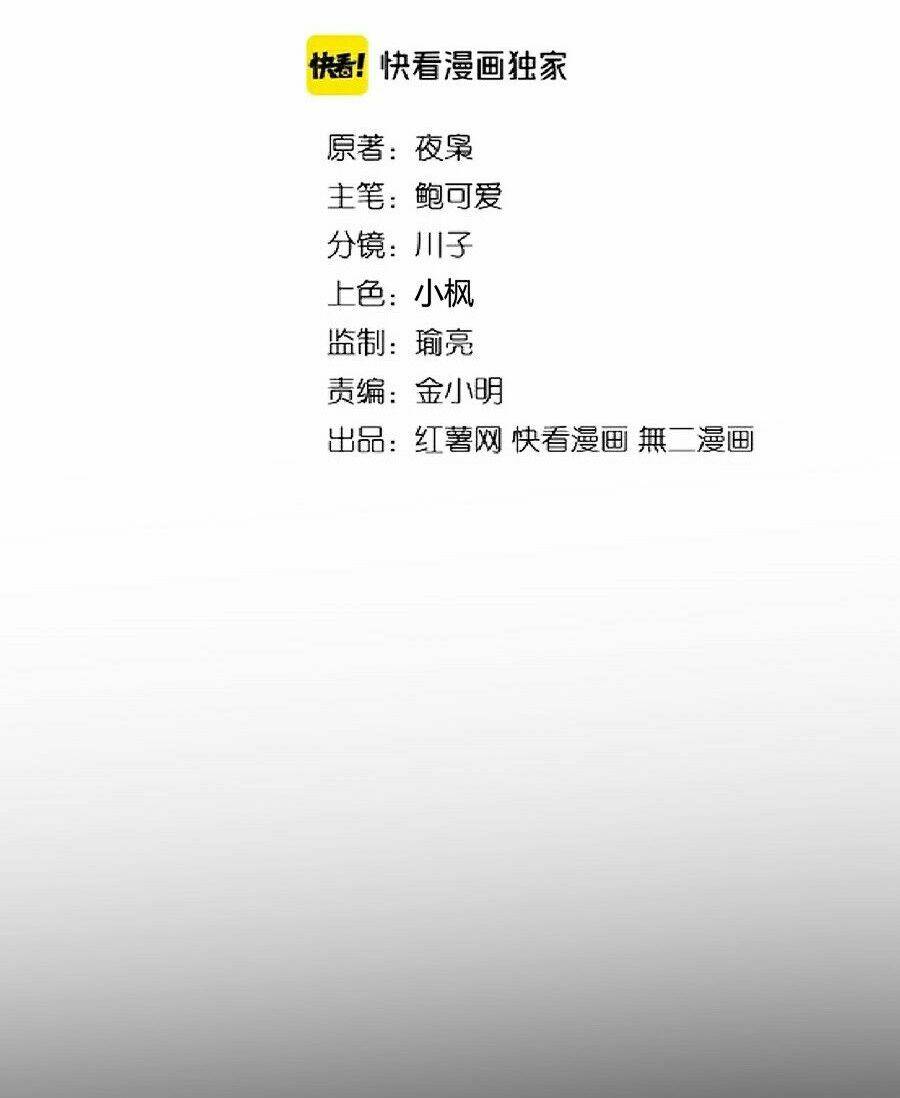 快看! 快看漫画独家
原著：夜枭
主笔：鲍可爱
分镜：川子
上色：小枫
监制：瑜亮
责编：金小明
出品：红薯网 快看漫画 無二漫画